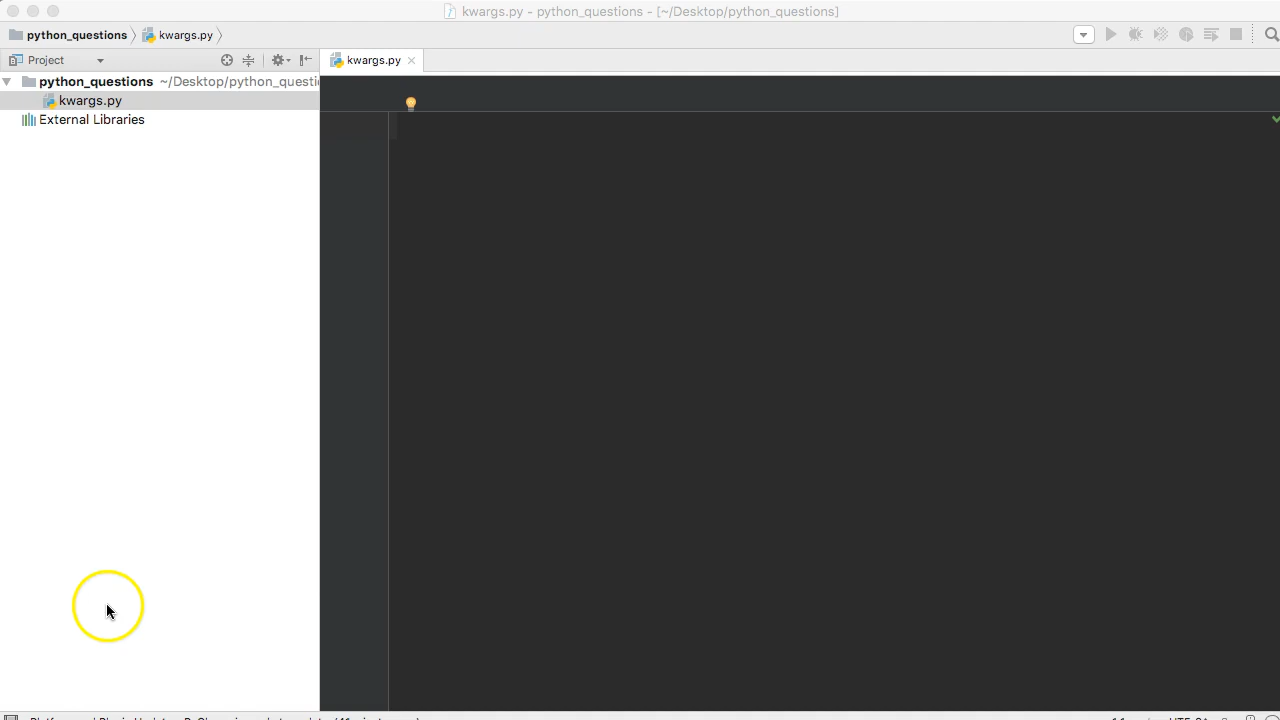 kwargs.py - python_questions - [~/Desktop/python_questions]
python_questions kwargs.py
Project
kwargs.py
python_questions ~/Desktop/python_questi
kwargs.py
External Libraries